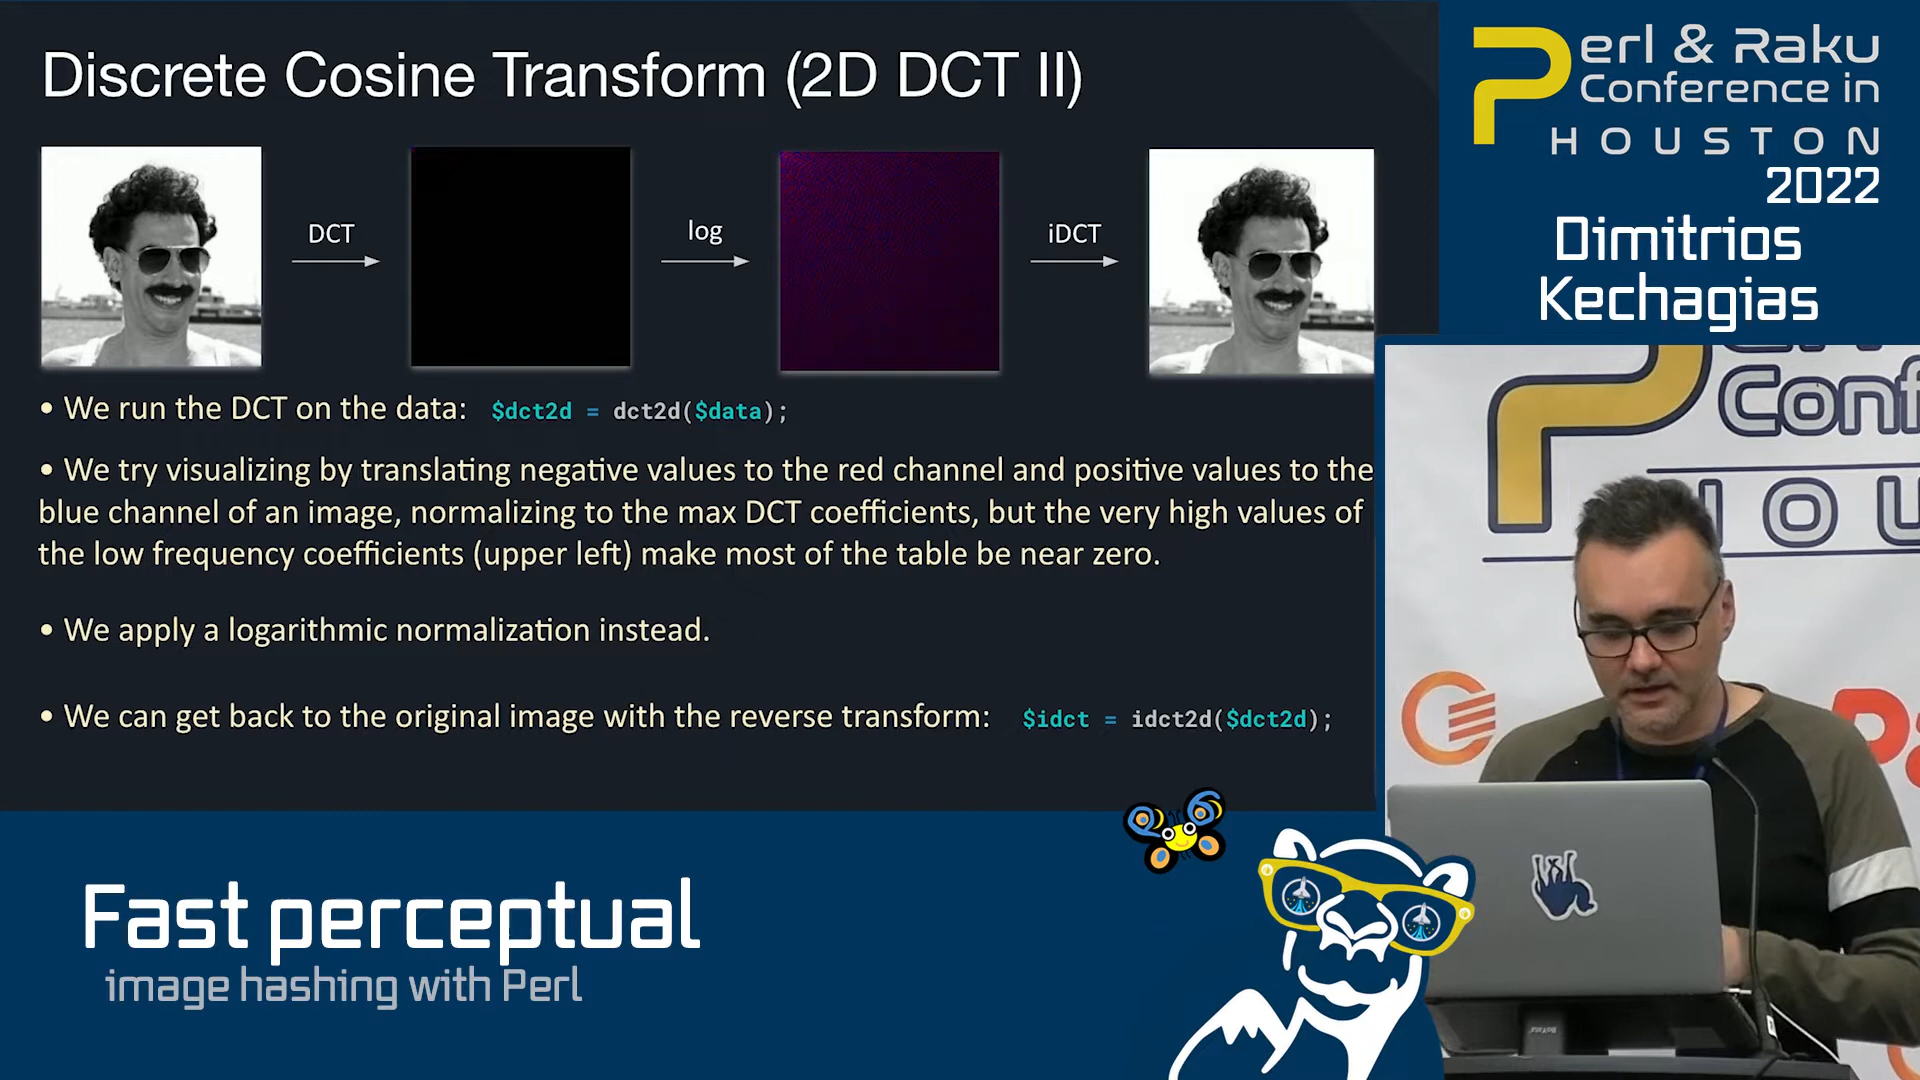 Discrete Cosine Transform (2D DCT II)
DCT
log
iDCT
• We run the DCT on the data: $dct2d = dct2d($data);
• We try visualizing by translating negative values to the red channel and positive values to the
blue channel of an image, normalizing to the max DCT coefficients, but the very high values of
the low frequency coefficients (upper left) make most of the table be near zero.
• We apply a logarithmic normalization instead.
• We can get back to the original image with the reverse transform: $idct = idct2d($dct2d);
Perl & Raku
Conference in
HOUSTON
2022
Dimitrios
Kechagias
Conf
HOU
Fast perceptual
image hashing with Perl